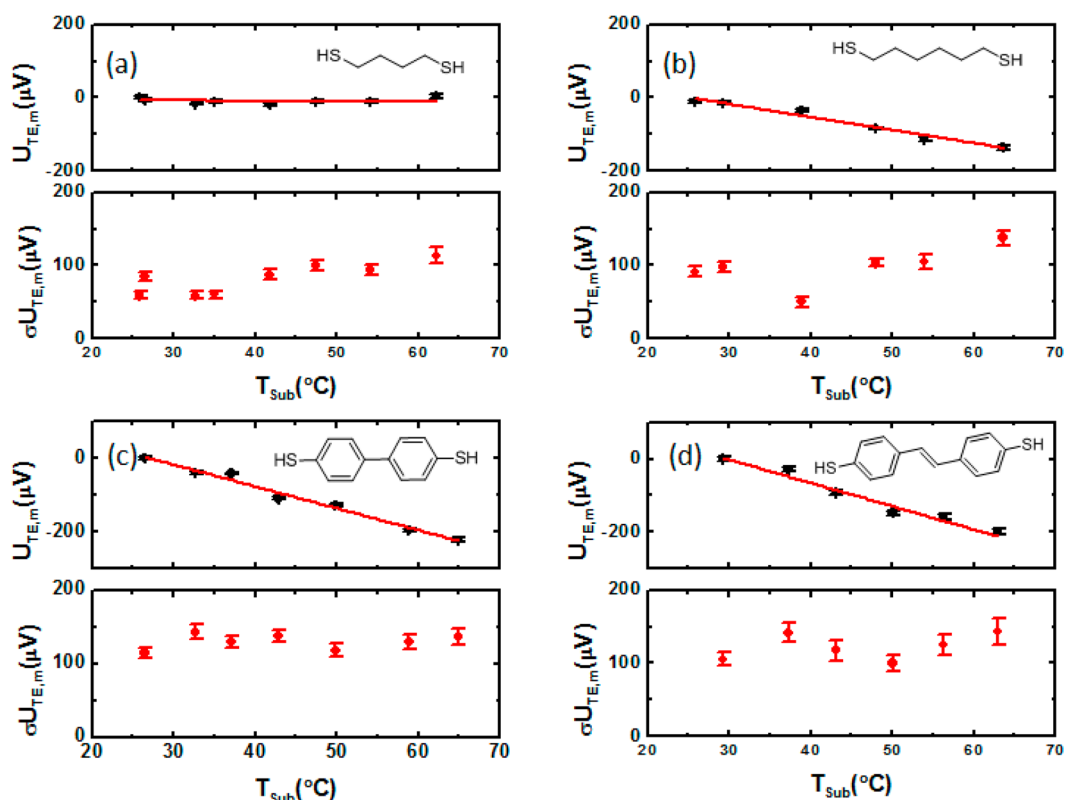 200
(a)
HS
SH
0
U_TE,m(μV)
-200
200
100
σU_TE,m(μV)
0
20 30 40 50 60 70
T_Sub(°C)
200
(b)
HS
SH
0
U_TE,m(μV)
-200
200
100
σU_TE,m(μV)
0
20 30 40 50 60 70
T_Sub(°C)
0
(c)
HS
SH
U_TE,m(μV)
-200
200
100
σU_TE,m(μV)
0
20 30 40 50 60 70
T_Sub(°C)
0
(d)
SH
HS
U_TE,m(μV)
-200
200
100
σU_TE,m(μV)
0
20 30 40 50 60 70
T_Sub(°C)